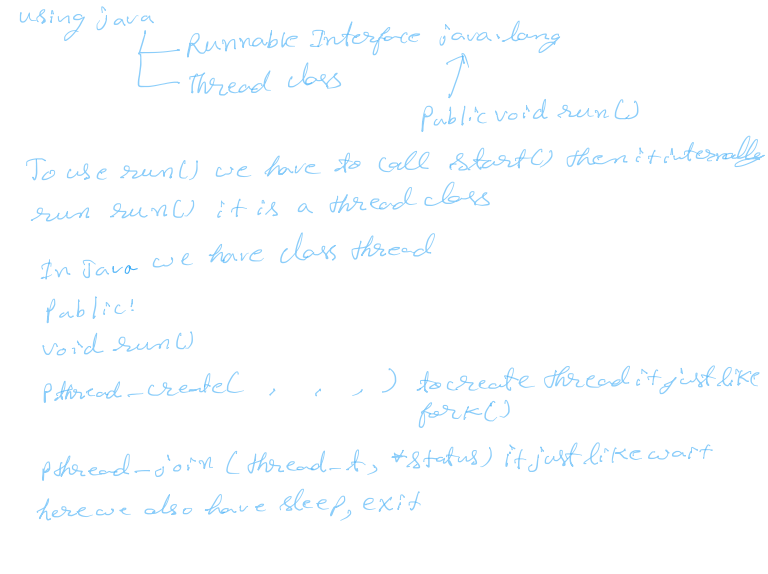 using java
Runnable Interface java.lang
Thread class
Public void run()
To use run() we have to call start() then it internally
run run() it is a thread class
In Java we have class thread
Public:
void run()
pthread_create( , , , ) to create thread it just like
fork()
pthread_join (thread_t, *status) it just like wait
here we also have sleep, exit